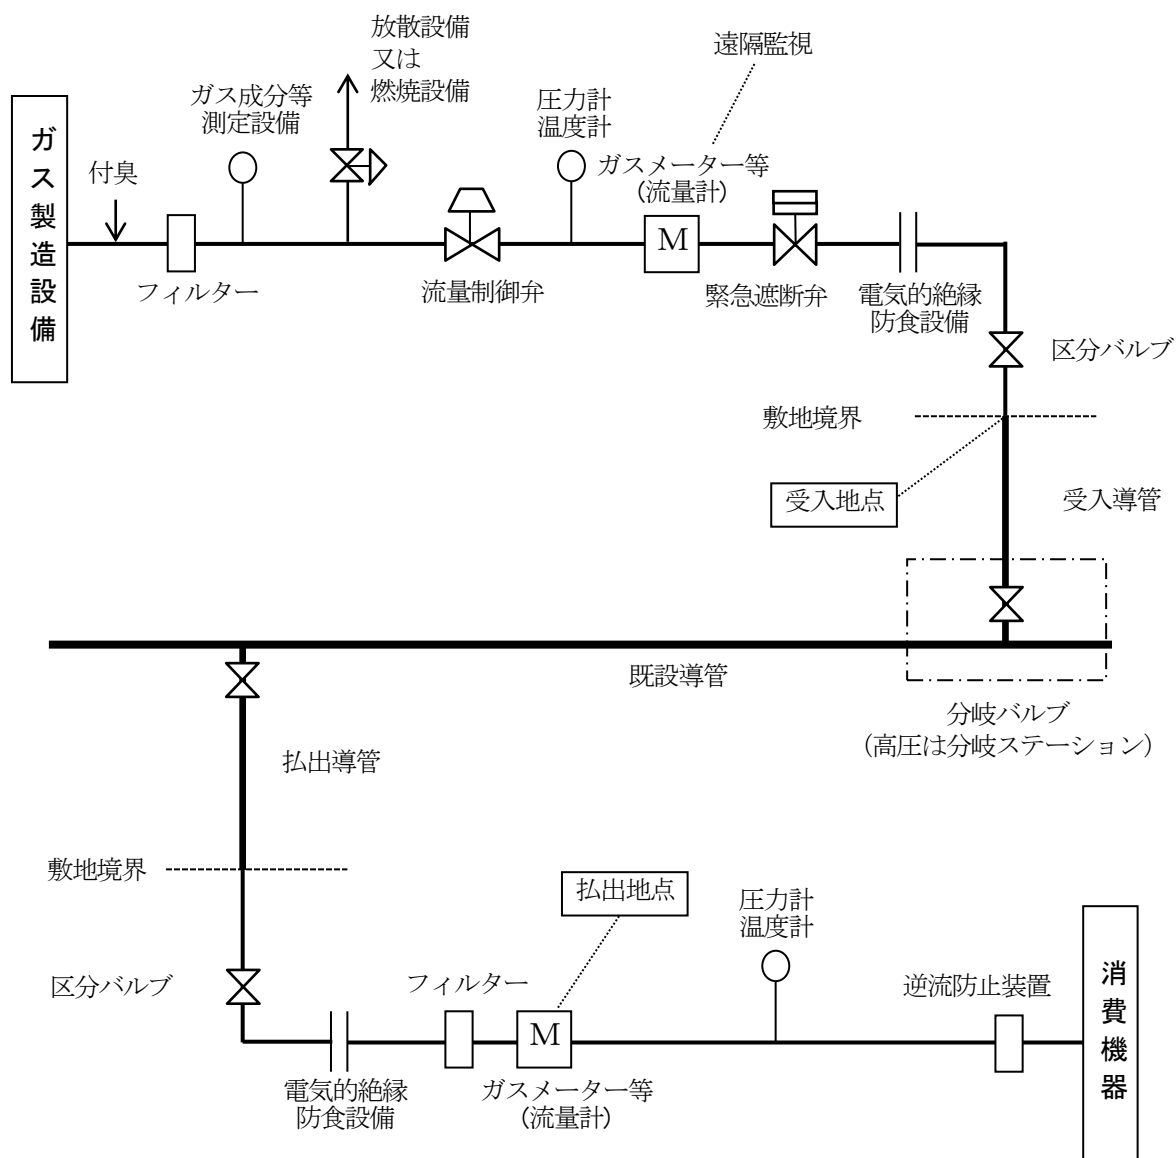 放散設備
又は
燃焼設備
遠隔監視
ガス成分等
測定設備
圧力計
温度計
ガス製造設備
付臭
ガスメーター等
(流量計)
M
フィルター
流量制御弁
緊急遮断弁
電気的絶縁
防食設備
区分バルブ
敷地境界
受入地点
受入導管
既設導管
分岐バルブ
（高圧は分岐ステーション）
払出導管
敷地境界
払出地点
圧力計
温度計
区分バルブ
フィルター
M
逆流防止装置
消費機器
電気的絶縁
防食設備
ガスメーター等
(流量計)